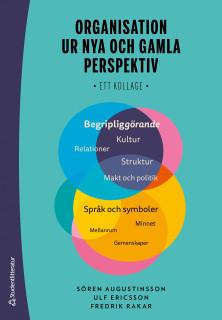 ORGANISATION
UR NYA OCH GAMLA
PERSPEKTIV
• ETT KOLLAGE •
Begripliggörande
Kultur
Relationer
Struktur
Makt och politik
Språk och symboler
Minnet
Mellanrum
Gemenskaper
SÖREN AUGUSTINSSON
ULF ERICSSON
FREDRIK RAKAR
Studentlitteratur